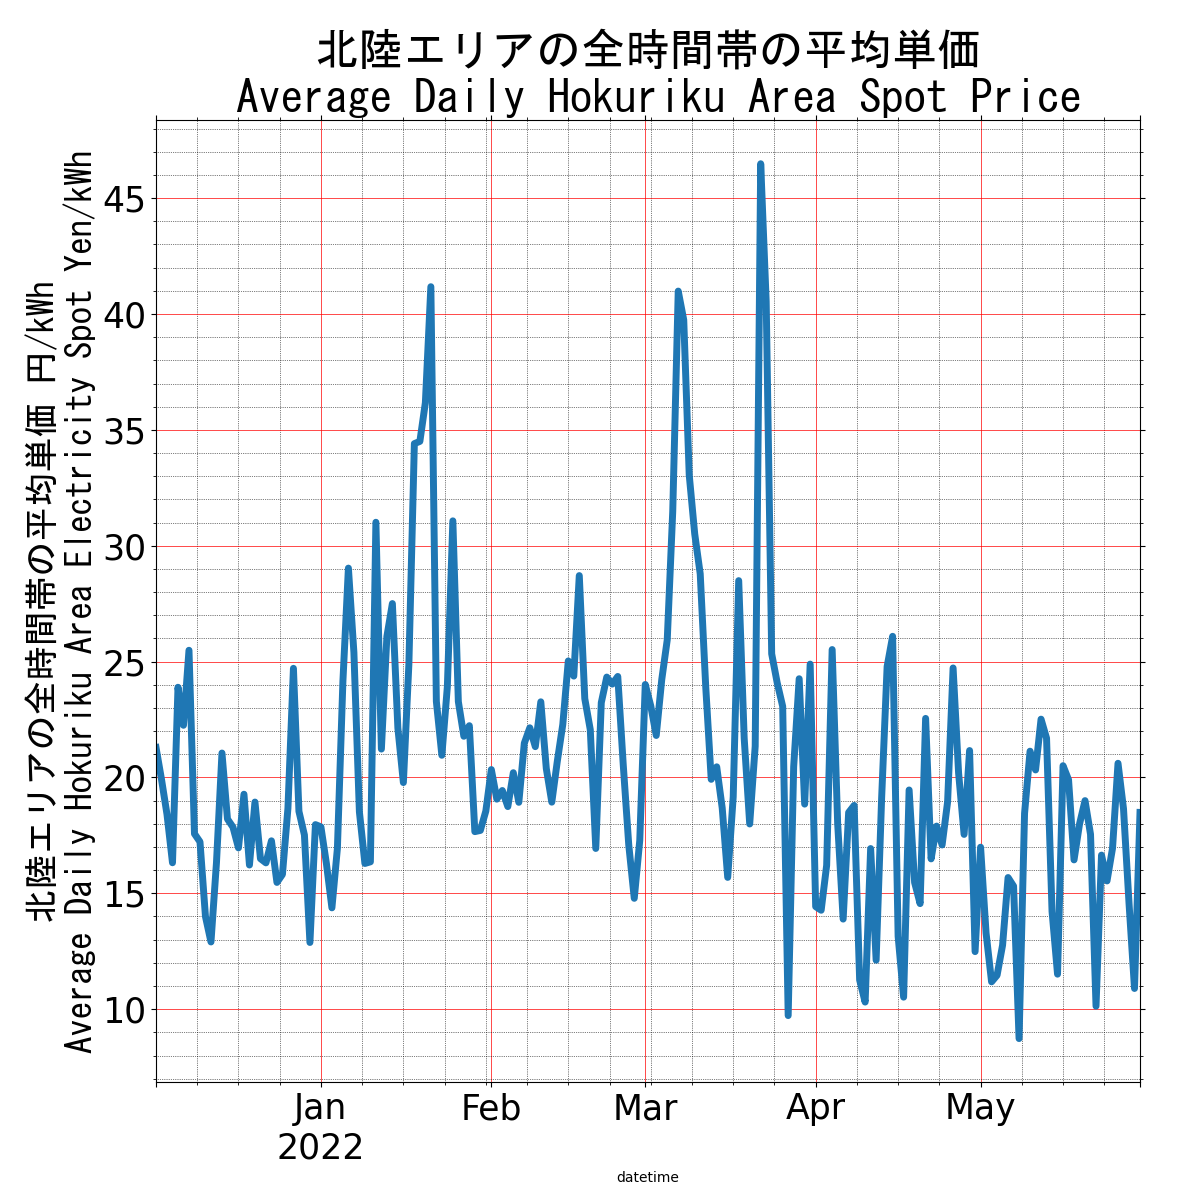 北陸エリアの全時間帯の平均単価
Average Daily Hokuriku Area Spot Price
北陸エリアの全時間帯の平均単価 円/kWh
Average Daily Hokuriku Area Electricity Spot Yen/kWh
45
40
35
30
25
20
15
10
Jan
2022
Feb
Mar
Apr
May
datetime